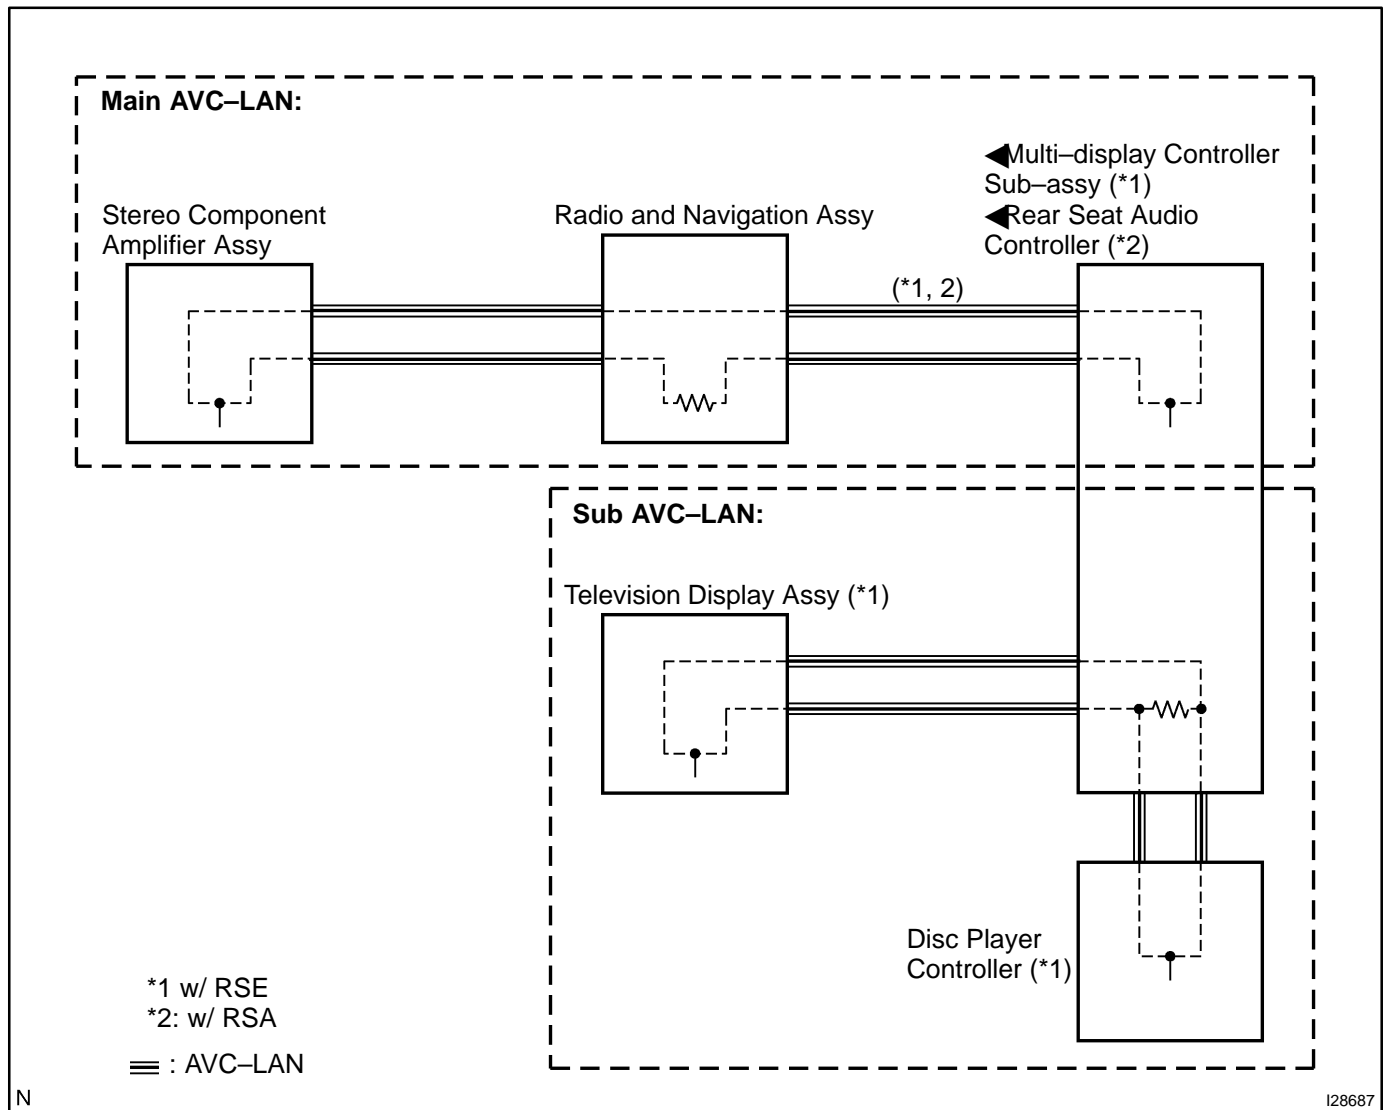 Main AVC–LAN:
◀Multi–display Controller
Sub–assy (*1)
◀Rear Seat Audio
Controller (*2)
Stereo Component
Amplifier Assy
Radio and Navigation Assy
(*1, 2)
Sub AVC–LAN:
Television Display Assy (*1)
Disc Player
Controller (*1)
*1 w/ RSE
*2: w/ RSA
: AVC–LAN
N
I28687